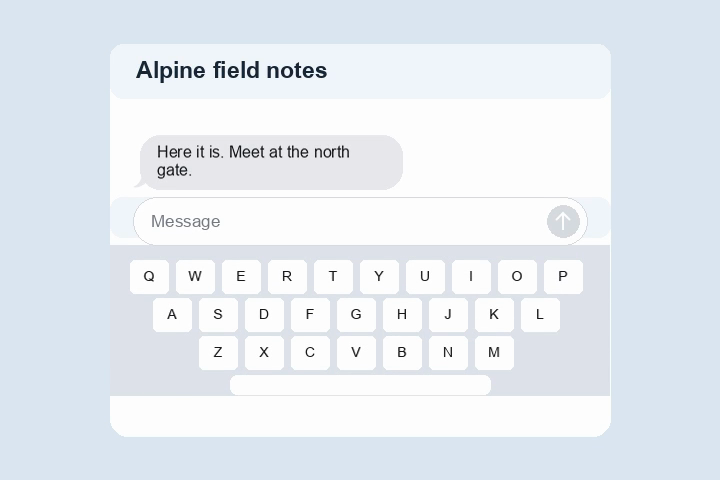 Alpine field notes
Here it is. Meet at the north
gate.
Message
Q W E R T Y U I O P
A S D F G H J K L
Z X C V B N M